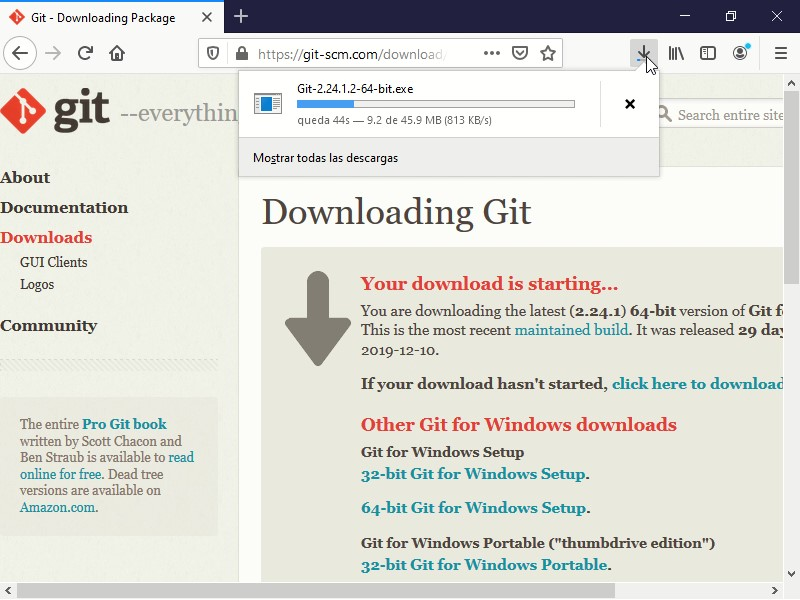 Git - Downloading Package
https://git-scm.com/download/
Git-2.24.1.2-64-bit.exe
queda 44s — 9.2 de 45.9 MB (813 KB/s)
Mostrar todas las descargas
git --everythin
Search entire site
About
Documentation
Downloads
GUI Clients
Logos
Community
The entire Pro Git book
written by Scott Chacon and
Ben Straub is available to read
online for free. Dead tree
versions are available on
Amazon.com.
Downloading Git
Your download is starting...
You are downloading the latest (2.24.1) 64-bit version of Git f
This is the most recent maintained build. It was released 29 day
2019-12-10.
If your download hasn't started, click here to download
Other Git for Windows downloads
Git for Windows Setup
32-bit Git for Windows Setup.
64-bit Git for Windows Setup.
Git for Windows Portable ("thumbdrive edition")
32-bit Git for Windows Portable.